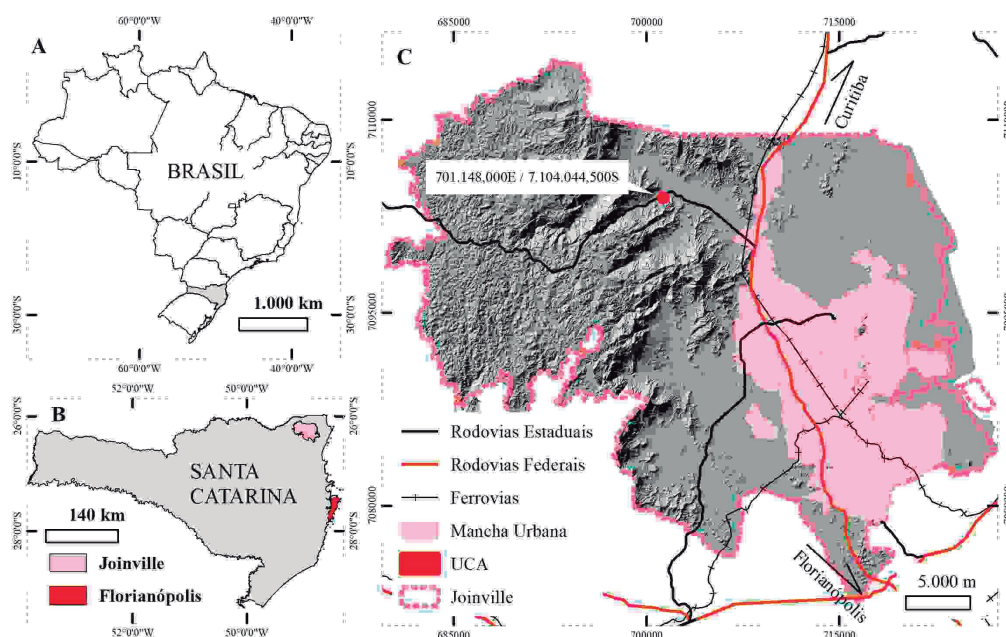 A
60°0'0"W
40°0'0"W
10°0'0"S
10°0'0"S
BRASIL
30°0'0"S
30°0'0"S
1.000 km
60°0'0"W
40°0'0"W
B
52°0'0"W
50°0'0"W
26°0'0"S
26°0'0"S
SANTA
CATARINA
140 km
28°0'0"S
28°0'0"S
Joinville
Florianópolis
52°0'0"W
50°0'0"W
C
685000
700000
715000
7110000
Curitiba
701.148,000E / 7.104.044,500S
7095000
7080000
Rodovias Estaduais
Rodovias Federais
Ferrovias
Mancha Urbana
UCA
Joinville
Florianópolis
5.000 m
685000
700000
715000